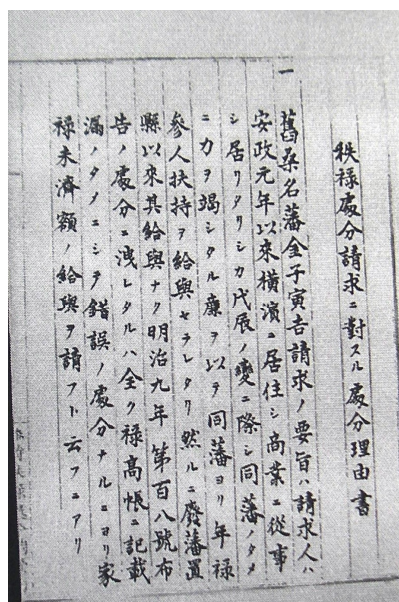 秩禄處分請求ニ對スル處分理由書
一
舊桑名藩金子寅吉請求ノ要旨ハ請求人ハ
安政元年以來横濱ニ居住シ商業ニ從事
シ居リタリシカ戊辰ノ變ニ際シ同藩ノタメ
ニ力ヲ竭シタル廉ヲ以テ同藩ヨリ年禄
参人扶持ヲ給與セラレタリ然ルニ廢藩置
縣以來其給與ナク明治九年第百八號布
告ノ處分ニ洩レタルハ全ク禄高帳ニ記載
漏ノタメニシテ錯誤ノ處分ナルニヨリ家
禄未濟額ノ給與ヲ請フト云フニアリ